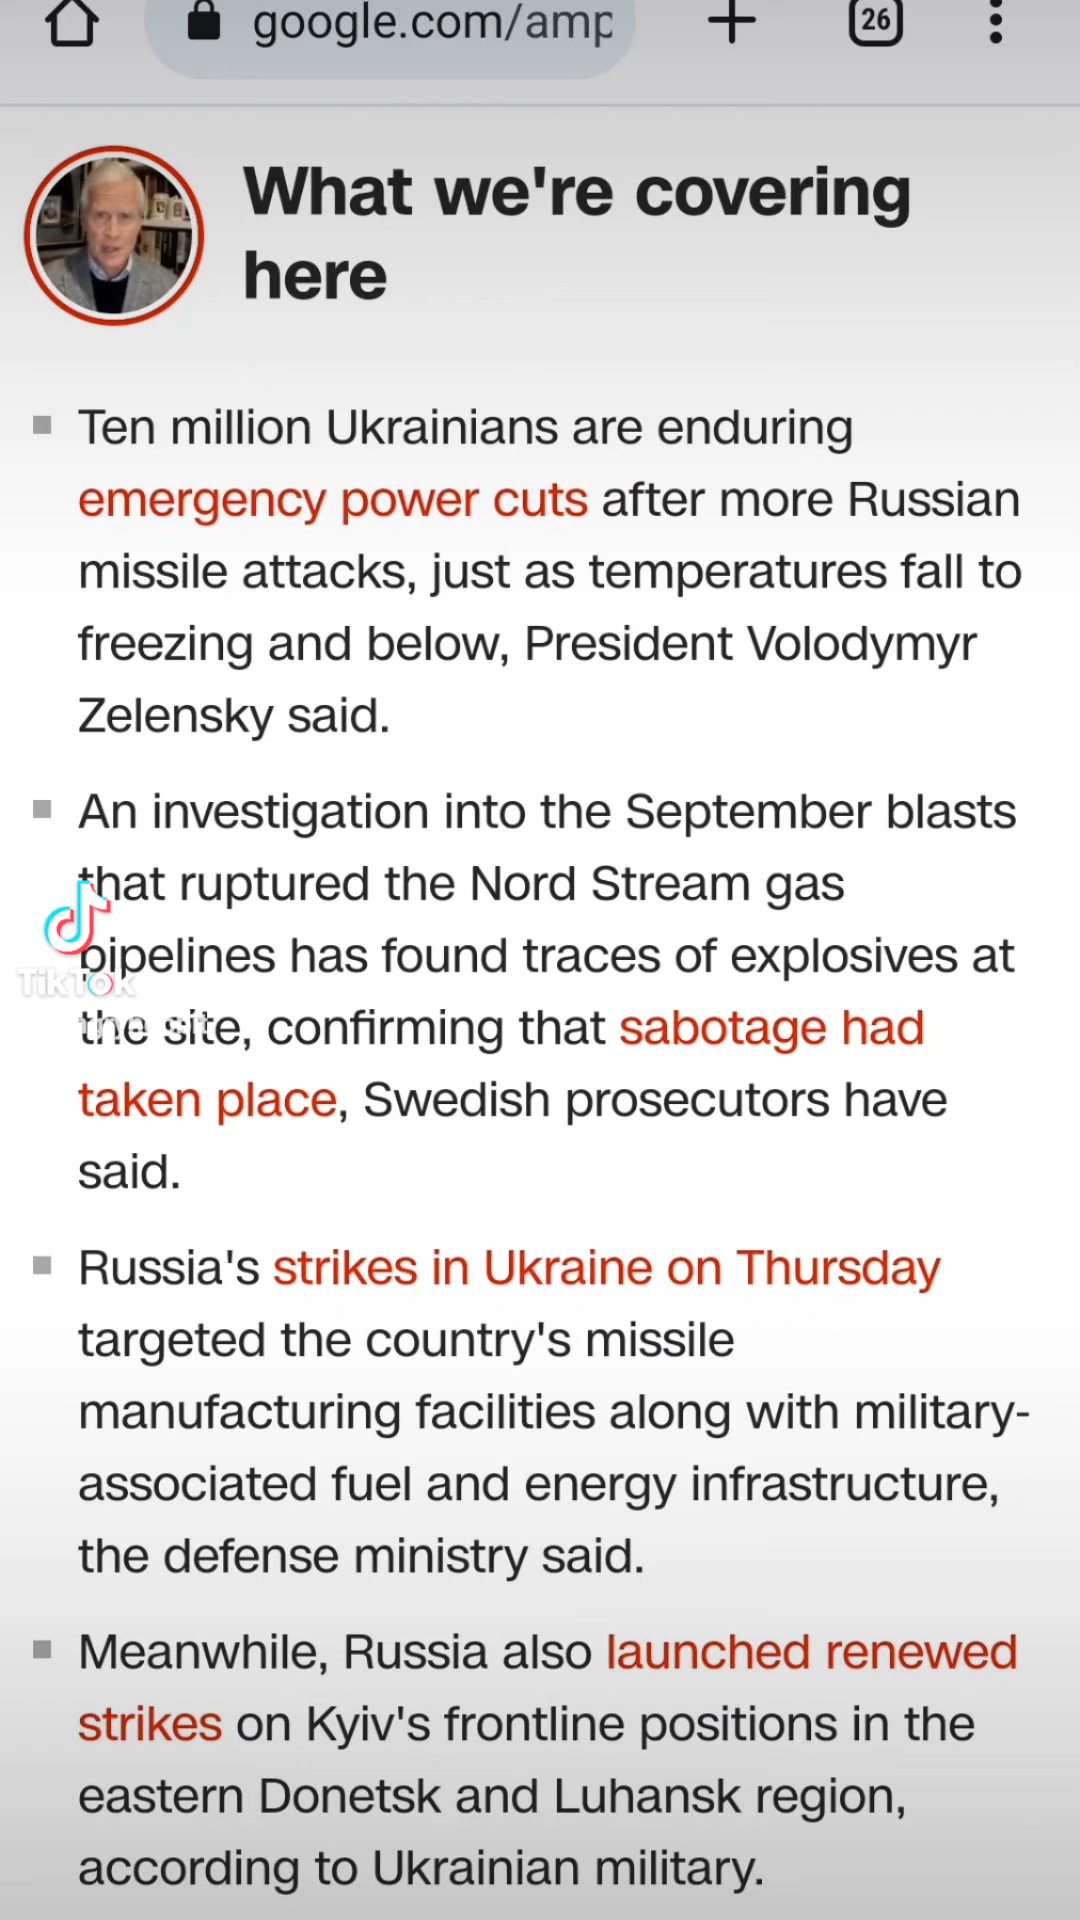 google.com/amp
26
What we're covering
here
Ten million Ukrainians are enduring
emergency power cuts after more Russian
missile attacks, just as temperatures fall to
freezing and below, President Volodymyr
Zelensky said.
An investigation into the September blasts
that ruptured the Nord Stream gas
pipelines has found traces of explosives at
TikTok
the site, confirming that sabotage had
taken place, Swedish prosecutors have
said.
Russia's strikes in Ukraine on Thursday
targeted the country's missile
manufacturing facilities along with military-
associated fuel and energy infrastructure,
the defense ministry said.
Meanwhile, Russia also launched renewed
strikes on Kyiv's frontline positions in the
eastern Donetsk and Luhansk region,
according to Ukrainian military.